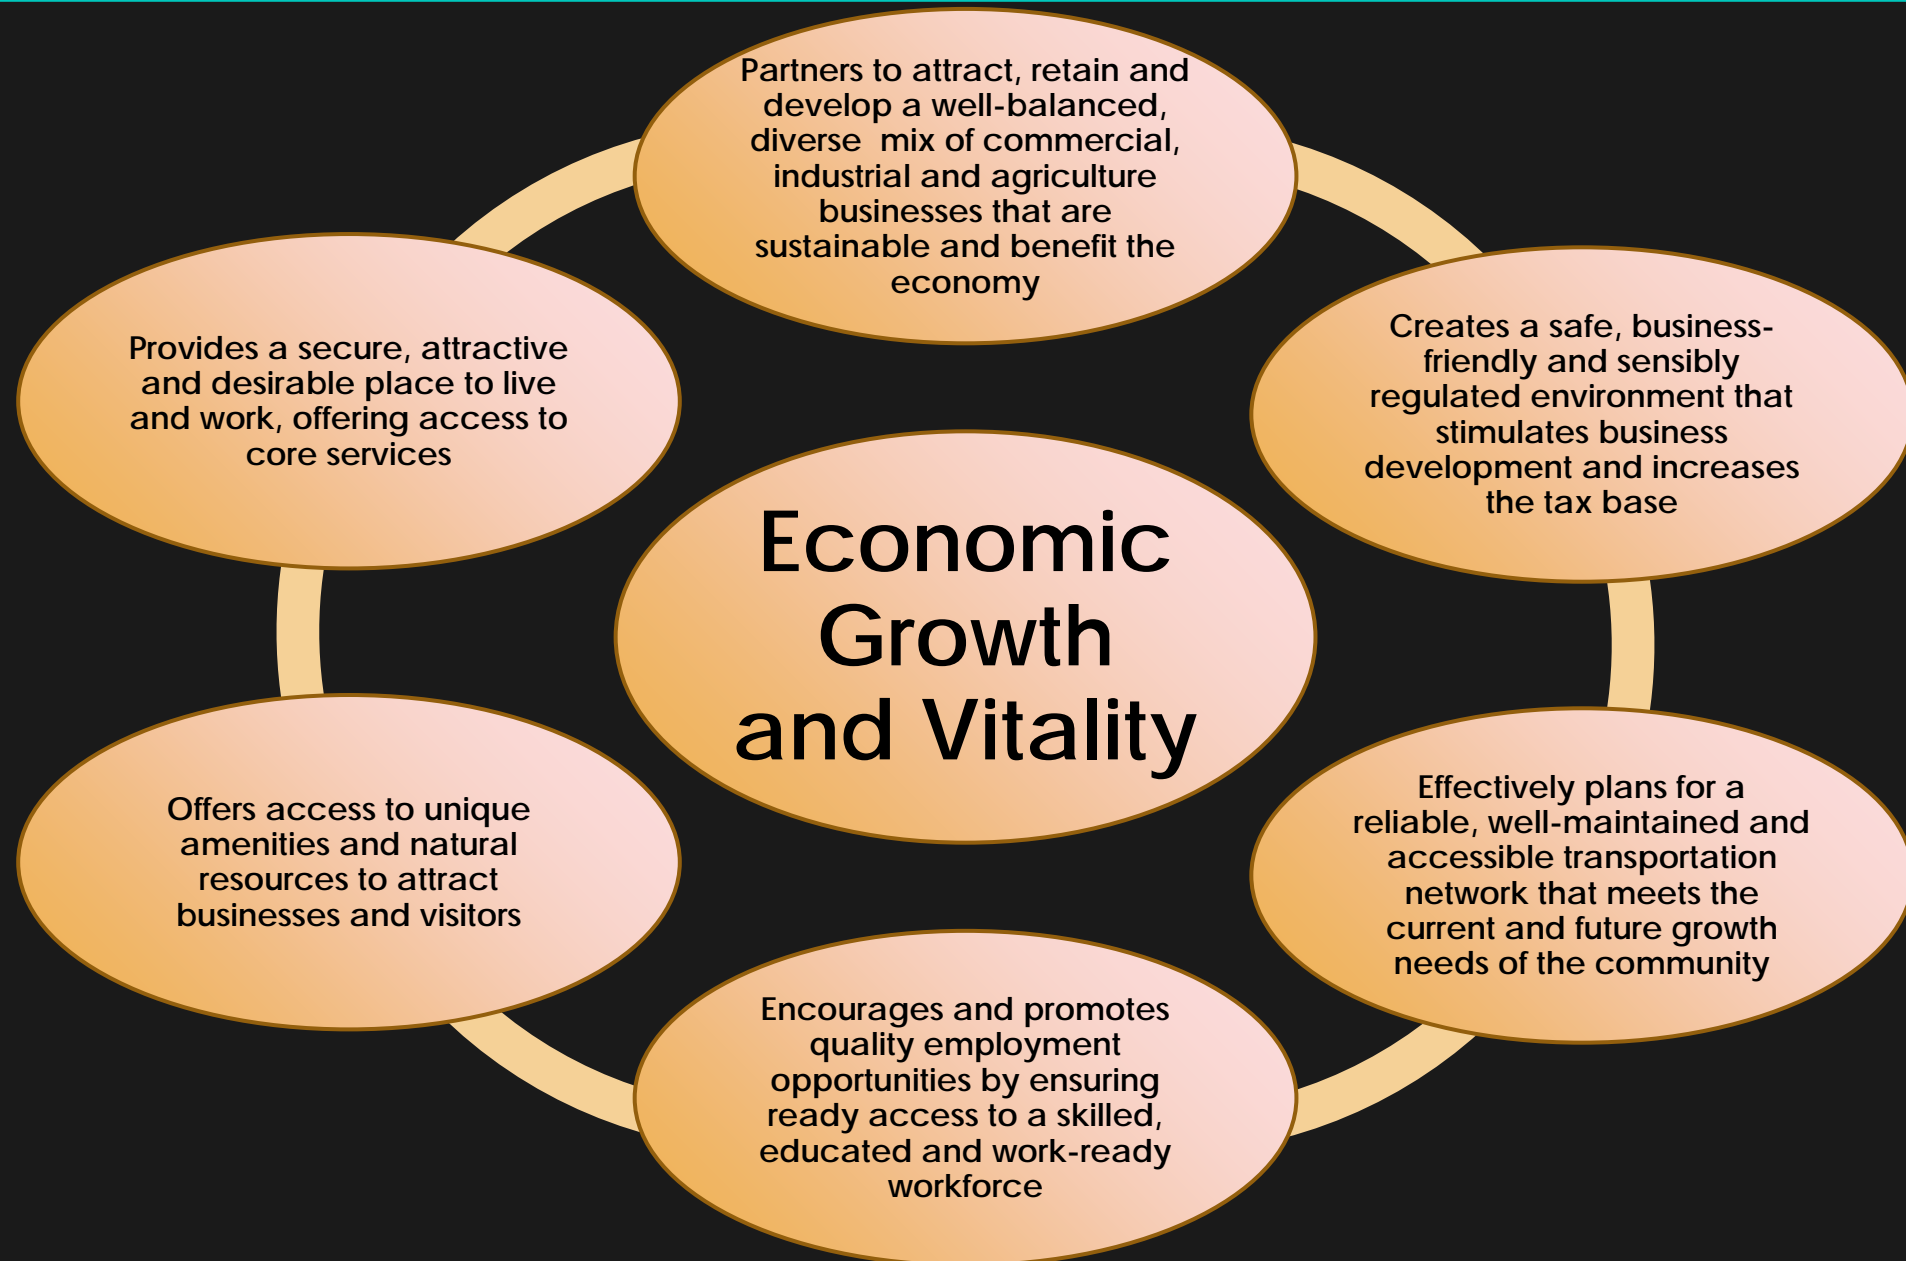 Partners to attract, retain and
develop a well-balanced,
diverse  mix of commercial,
industrial and agriculture
businesses that are
sustainable and benefit the
economy
Creates a safe, business-
friendly and sensibly
regulated environment that
stimulates business
development and increases
the tax base
Effectively plans for a
reliable, well-maintained and
accessible transportation
network that meets the
current and future growth
needs of the community
Encourages and promotes
quality employment
opportunities by ensuring
ready access to a skilled,
educated and work-ready
workforce
Offers access to unique
amenities and natural
resources to attract
businesses and visitors
Provides a secure, attractive
and desirable place to live
and work, offering access to
core services
Economic
Growth
and Vitality